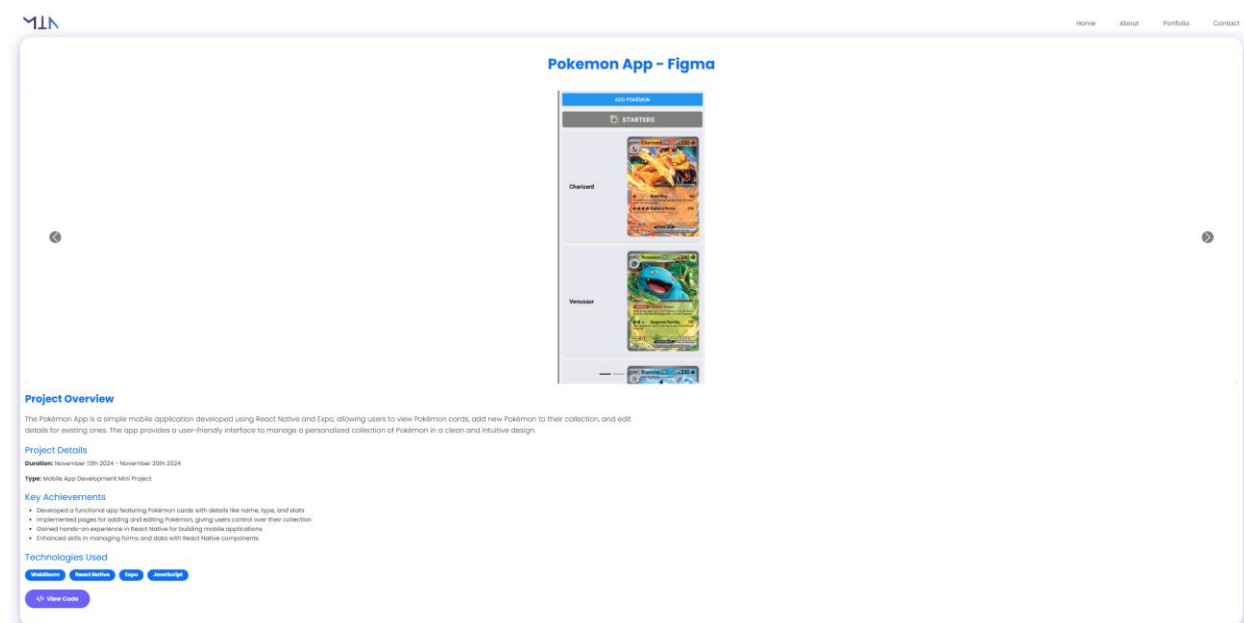 MIN
Home About Portfolio Contact
Pokemon App - Figma
ADD POKÉMON
STARTERS
Charizard
Charizard
330
Venusaur
Venusaur
340
330
Project Overview
The Pokémon App is a simple mobile application developed using React Native and Expo, allowing users to view Pokémon cards, add new Pokémon to their collection, and edit
details for existing ones. The app provides a user-friendly interface to manage a personalized collection of Pokémon in a clean and intuitive design.
Project Details
Duration: November 13th 2024 - November 20th 2024
Type: Mobile App Development Mini Project
Key Achievements
Developed a functional app featuring Pokémon cards with details like name, type, and stats
Implemented pages for adding and editing Pokémon, giving users control over their collection
Gained hands-on experience in React Native for building mobile applications
Enhanced skills in managing forms and data with React Native components
Technologies Used
WebStorm React Native Expo JavaScript
</> View Code